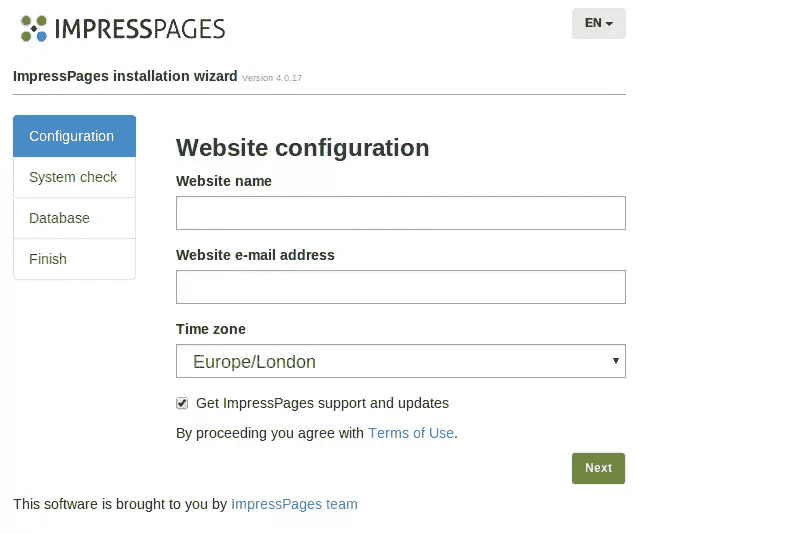 IMPRESSPAGES
EN
ImpressPages installation wizard Version 4.0.17
Configuration
System check
Database
Finish
Website configuration
Website name
Website e-mail address
Time zone
Europe/London
Get ImpressPages support and updates
By proceeding you agree with Terms of Use.
Next
This software is brought to you by ImpressPages team